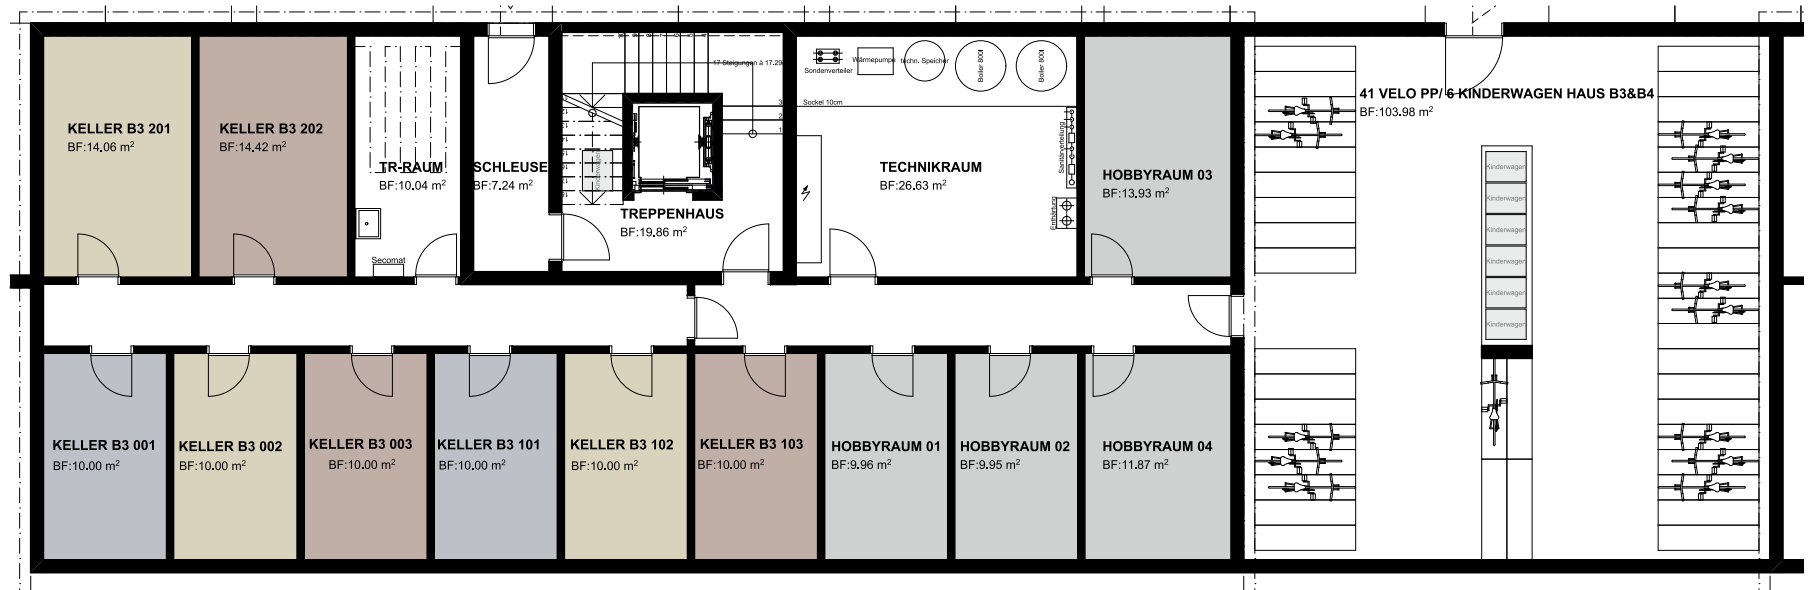 KELLER B3 201
BF:14.06 m²
KELLER B3 202
BF:14.42 m²
TR-RAUM
BF:10.04 m²
Secomat
SCHLEUSE
BF:7.24 m²
17 Steigungen à 17.29
Kinderwagen
TREPPENHAUS
BF:19.86 m²
3
2
1
Sondenverteiler
Wärmepumpe
techn. Speicher
Boiler 800l
Boiler 800l
Sockel 10cm
TECHNIKRAUM
BF:26.63 m²
Sanitärverteilung
Enthärtung
HOBBYRAUM 03
BF:13.93 m²
41 VELO PP/ 6 KINDERWAGEN HAUS B3&B4
BF:103.98 m²
Kinderwagen
Kinderwagen
Kinderwagen
Kinderwagen
Kinderwagen
Kinderwagen
KELLER B3 001
BF:10.00 m²
KELLER B3 002
BF:10.00 m²
KELLER B3 003
BF:10.00 m²
KELLER B3 101
BF:10.00 m²
KELLER B3 102
BF:10.00 m²
KELLER B3 103
BF:10.00 m²
HOBBYRAUM 01
BF:9.96 m²
HOBBYRAUM 02
BF:9.95 m²
HOBBYRAUM 04
BF:11.87 m²